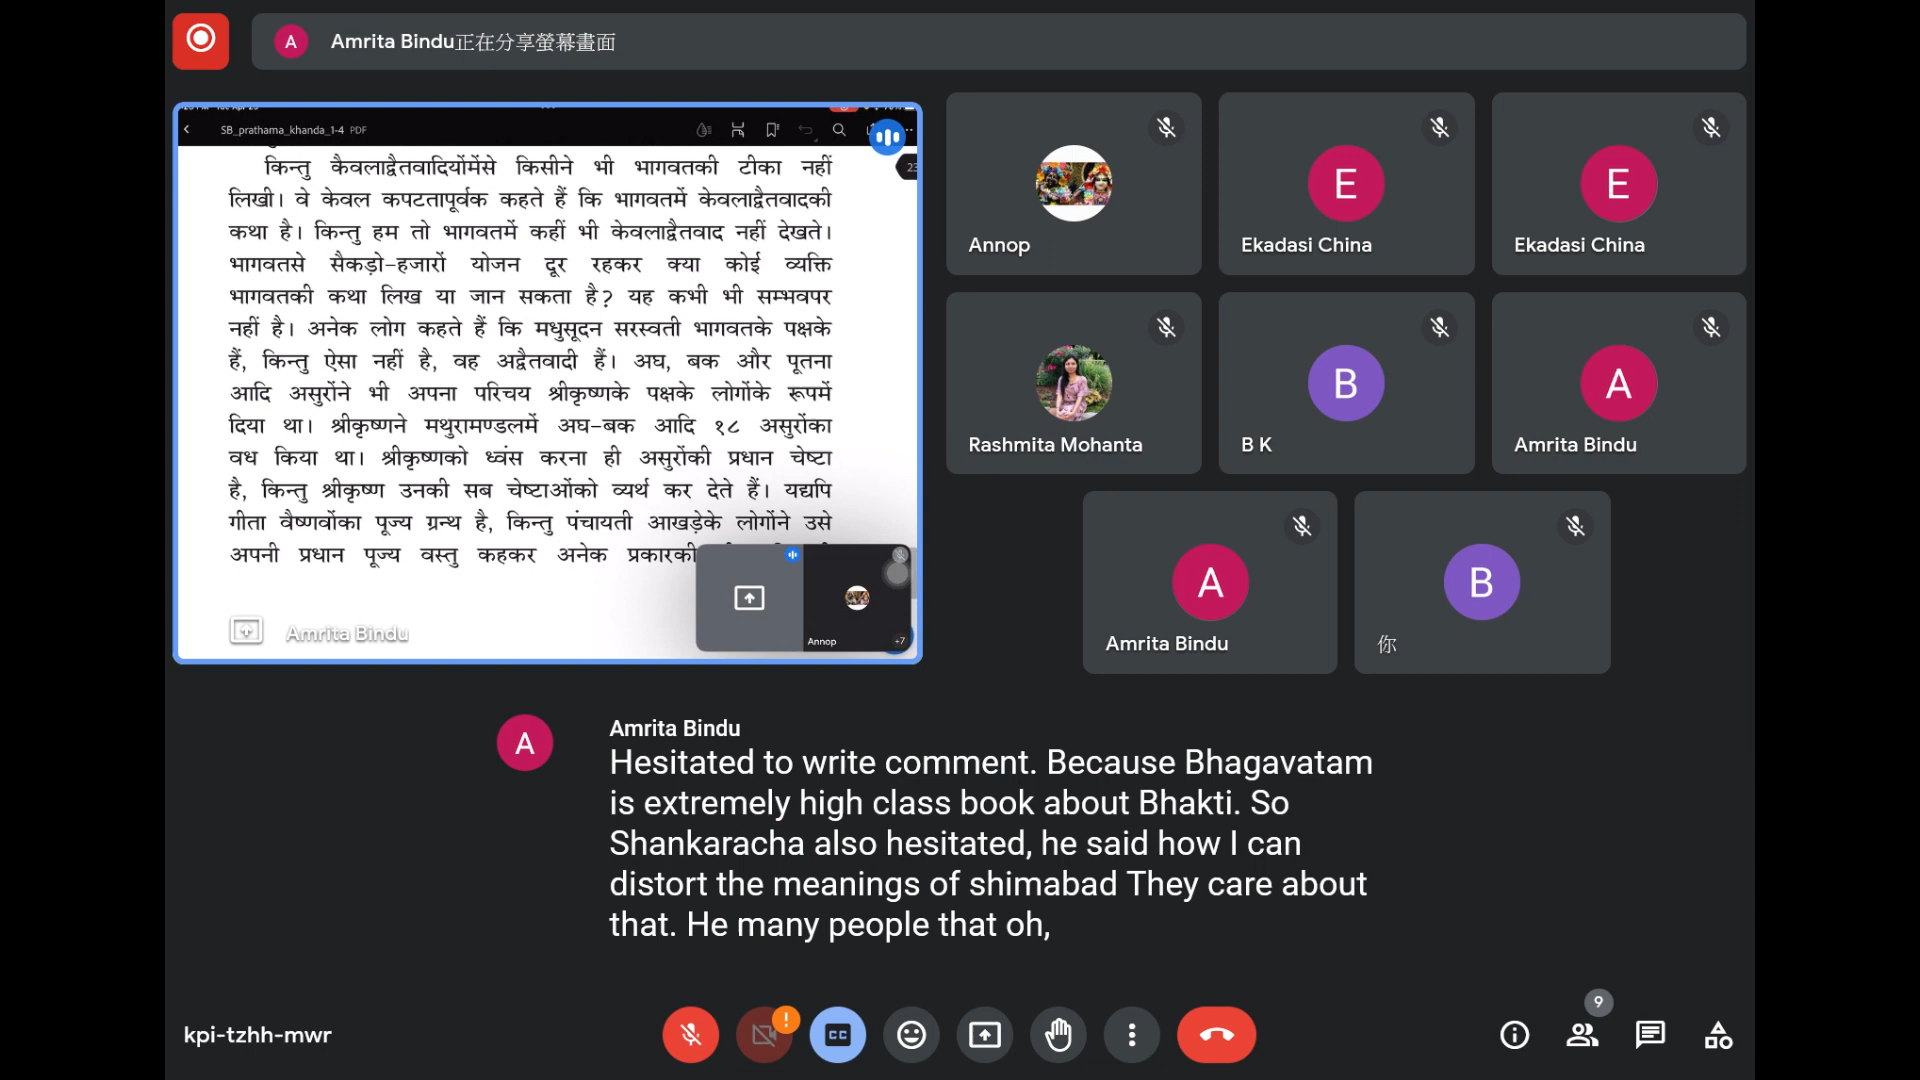 A
Amrita Bindu正在分享螢幕畫面
SB_prathama_khanda_1-4 PDF
23
किन्तु कैवलाद्वैतवादियोंमेंसे किसीने भी भागवतकी टीका नहीं
लिखी। वे केवल कपटतापूर्वक कहते हैं कि भागवतमें केवलाद्वैतवादकी
कथा है। किन्तु हम तो भागवतमें कहीं भी केवलाद्वैतवाद नहीं देखते।
भागवतसे सैकड़ो-हजारों योजन दूर रहकर क्या कोई व्यक्ति
भागवतकी कथा लिख या जान सकता है? यह कभी भी सम्भवपर
नहीं है। अनेक लोग कहते हैं कि मधुसूदन सरस्वती भागवतके पक्षके
हैं, किन्तु ऐसा नहीं है, वह अद्वैतवादी हैं। अघ, बक और पूतना
आदि असुरोंने भी अपना परिचय श्रीकृष्णके पक्षके लोगोंके रूपमें
दिया था। श्रीकृष्णने मथुरामण्डलमें अघ-बक आदि १८ असुरोंका
वध किया था। श्रीकृष्णको ध्वंस करना ही असुरोंकी प्रधान चेष्टा
है, किन्तु श्रीकृष्ण उनकी सब चेष्टाओंको व्यर्थ कर देते हैं। यद्यपि
गीता वैष्णवोंका पूज्य ग्रन्थ है, किन्तु पंचायती आखड़ेके लोगोंने उसे
अपनी प्रधान पूज्य वस्तु कहकर अनेक प्रकारकी
Annop
+7
Amrita Bindu
Annop
E
Ekadasi China
E
Ekadasi China
Rashmita Mohanta
B
B K
A
Amrita Bindu
A
Amrita Bindu
B
你
A
Amrita Bindu
Hesitated to write comment. Because Bhagavatam
is extremely high class book about Bhakti. So
Shankaracha also hesitated, he said how I can
distort the meanings of shimabad They care about
that. He many people that oh,
kpi-tzhh-mwr
!
CC
9